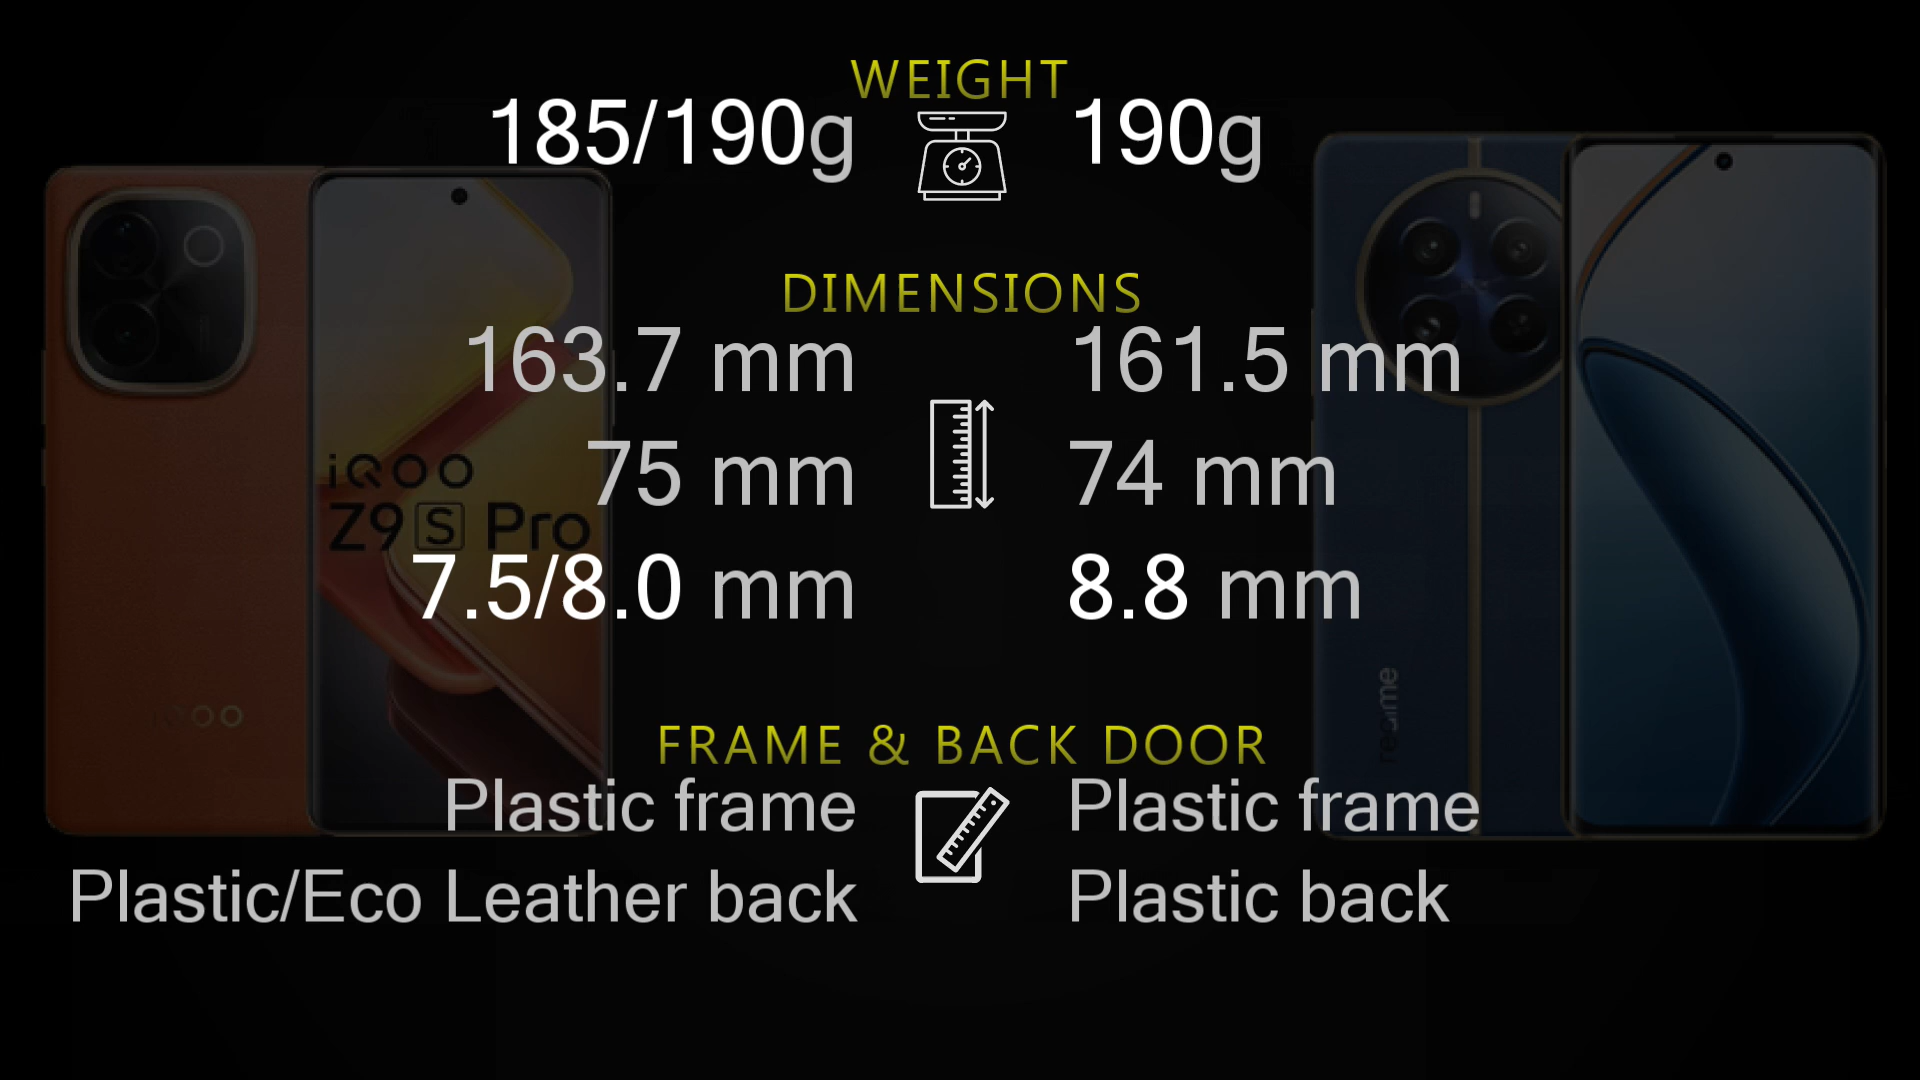 WEIGHT
185/190g 190g
DIMENSIONS
163.7 mm 161.5 mm
75 mm 74 mm
7.5/8.0 mm 8.8 mm
iQOO
Z9S Pro
realme
FRAME & BACK DOOR
Plastic frame Plastic frame
Plastic/Eco Leather back Plastic back